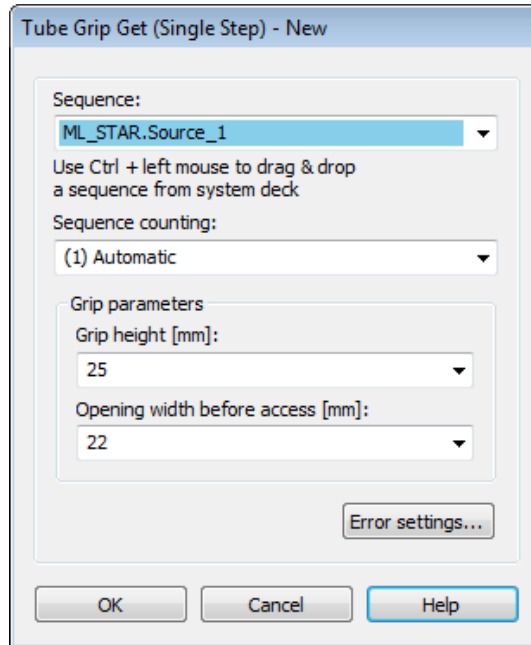 Tube Grip Get (Single Step) - New
Sequence:
ML_STAR.Source_1
Use Ctrl + left mouse to drag & drop
a sequence from system deck
Sequence counting:
(1) Automatic
Grip parameters
Grip height [mm]:
25
Opening width before access [mm]:
22
Error settings...
OK Cancel Help